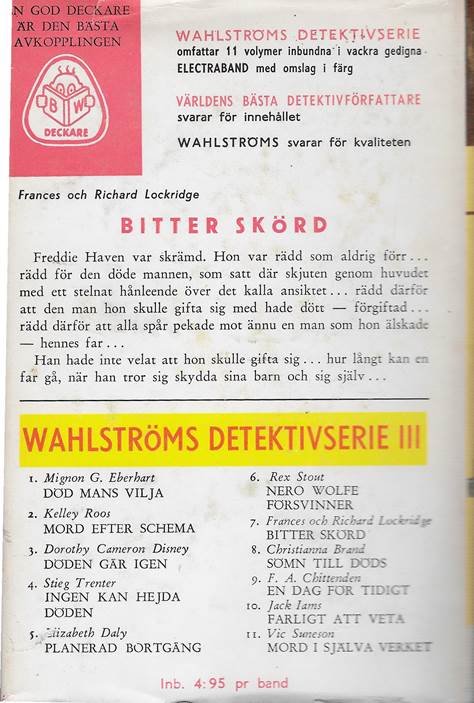 N GOD DECKARE
ÄR DEN BÄSTA
AVKOPPLINGEN
B W
DECKARE
WAHLSTRÖMS DETEKTIVSERIE
omfattar 11 volymer inbundna i vackra gedigna
ELECTRABAND med omslag i färg
VÄRLDENS BÄSTA DETEKTIVFÖRFATTARE
svarar för innehållet
WAHLSTRÖMS svarar för kvaliteten
Frances och Richard Lockridge
BITTER SKÖRD
Freddie Haven var skrämd. Hon var rädd som aldrig förr . . .
rädd för den döde mannen, som satt där skjuten genom huvudet
med ett stelnat hånleende över det kalla ansiktet . . . rädd därför
att den man hon skulle gifta sig med hade dött — förgiftad . . .
rädd därför att alla spår pekade mot ännu en man som hon älskade
— hennes far . . .
Han hade inte velat att hon skulle gifta sig . . . hur långt kan en
far gå, när han tror sig skydda sina barn och sig själv . . .
WAHLSTRÖMS DETEKTIVSERIE III
1. Mignon G. Eberhart
DÖD MANS VILJA
2. Kelley Roos
MORD EFTER SCHEMA
3. Dorothy Cameron Disney
DÖDEN GÅR IGEN
4. Stieg Trenter
INGEN KAN HEJDA
DÖDEN
5. Elizabeth Daly
PLANERAD BORTGÅNG
6. Rex Stout
NERO WOLFE
FÖRSVINNER
7. Frances och Richard Lockridge
BITTER SKÖRD
8. Christianna Brand
SÖMN TILL DÖDS
9. F. A. Chittenden
EN DAG FÖR TIDIGT
10. Jack Iams
FARLIGT ATT VETA
11. Vic Suneson
MORD I SJÄLVA VERKET
Inb. 4:95 pr band